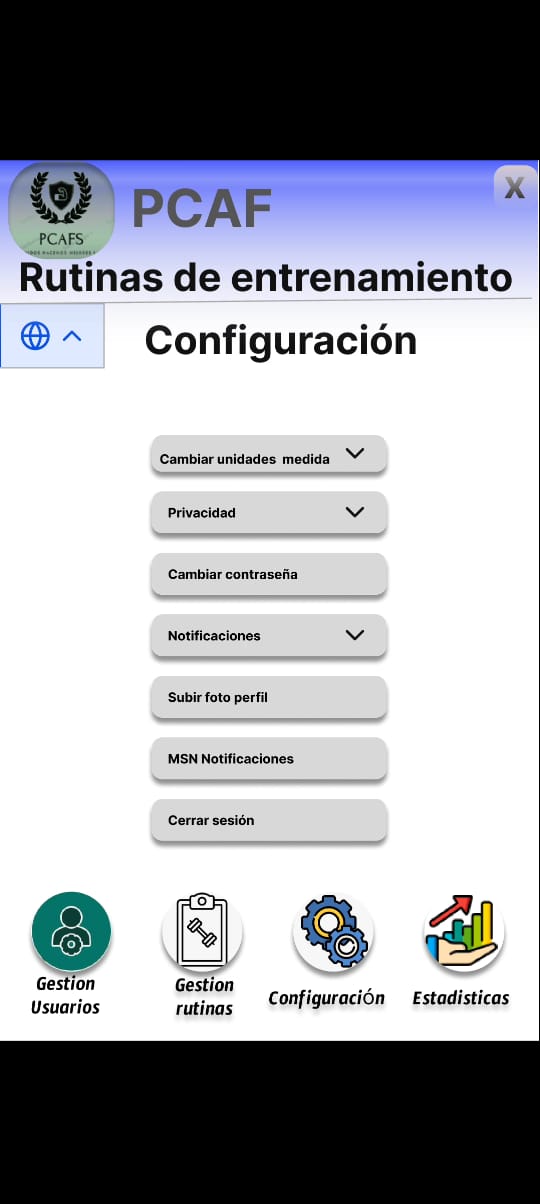 PCAFS
PCAF
X
Rutinas de entrenamiento
Configuración
Cambiar unidades medida
Privacidad
Cambiar contraseña
Notificaciones
Subir foto perfil
MSN Notificaciones
Cerrar sesión
Gestion
Usuarios
Gestion
rutinas
Configuración
Estadisticas